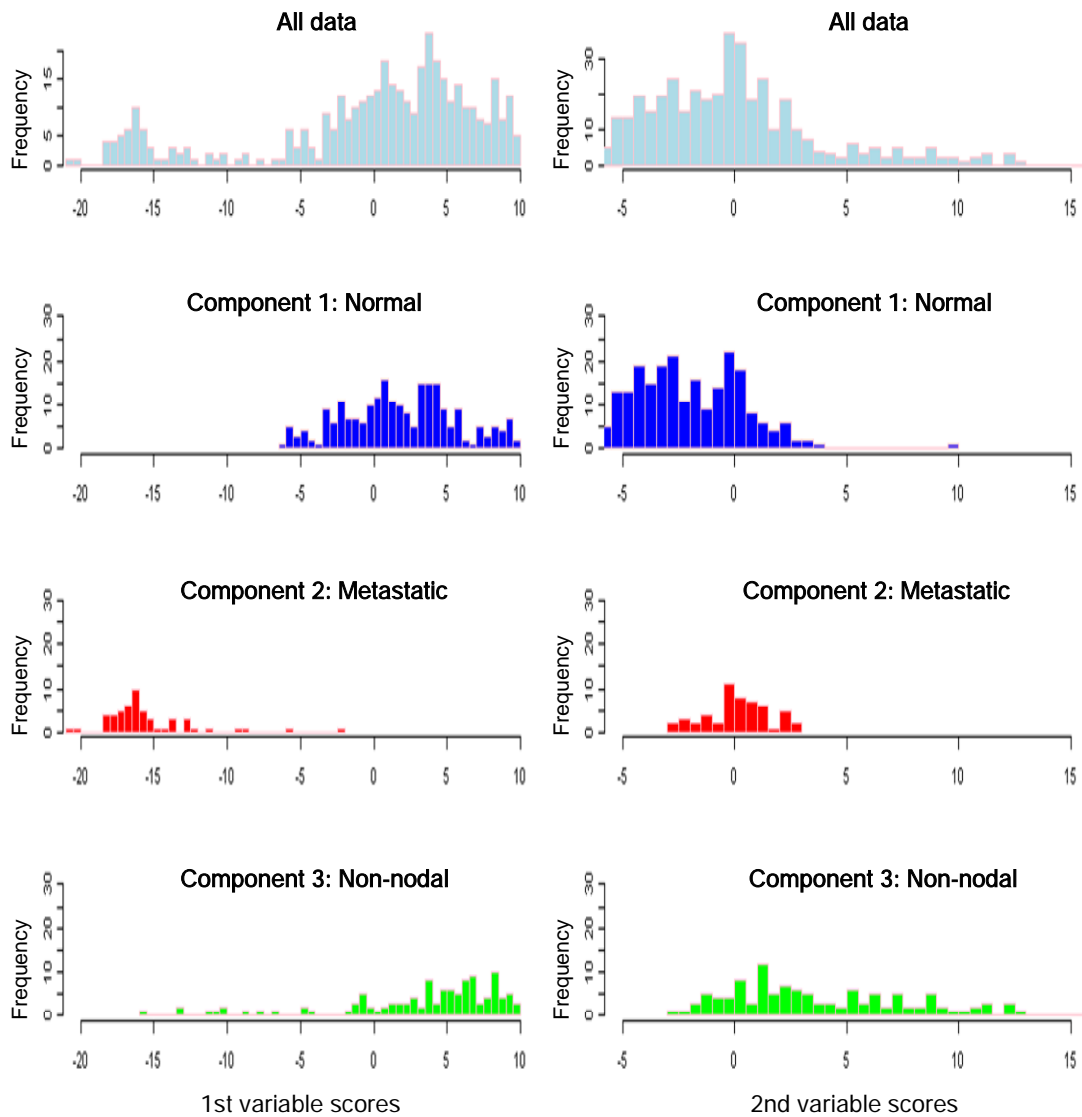 All data
All data
Frequency
0 5 15
Frequency
0 10 30
-20 -15 -10 -5 0 5 10
-5 0 5 10 15
Component 1: Normal
Component 1: Normal
Frequency
0 10 20 30
Frequency
0 10 20 30
-20 -15 -10 -5 0 5 10
-5 0 5 10 15
Component 2: Metastatic
Component 2: Metastatic
Frequency
0 10 20 30
Frequency
0 10 20 30
-20 -15 -10 -5 0 5 10
-5 0 5 10 15
Component 3: Non-nodal
Component 3: Non-nodal
Frequency
0 10 20 30
Frequency
0 10 20 30
-20 -15 -10 -5 0 5 10
-5 0 5 10 15
1st variable scores
2nd variable scores